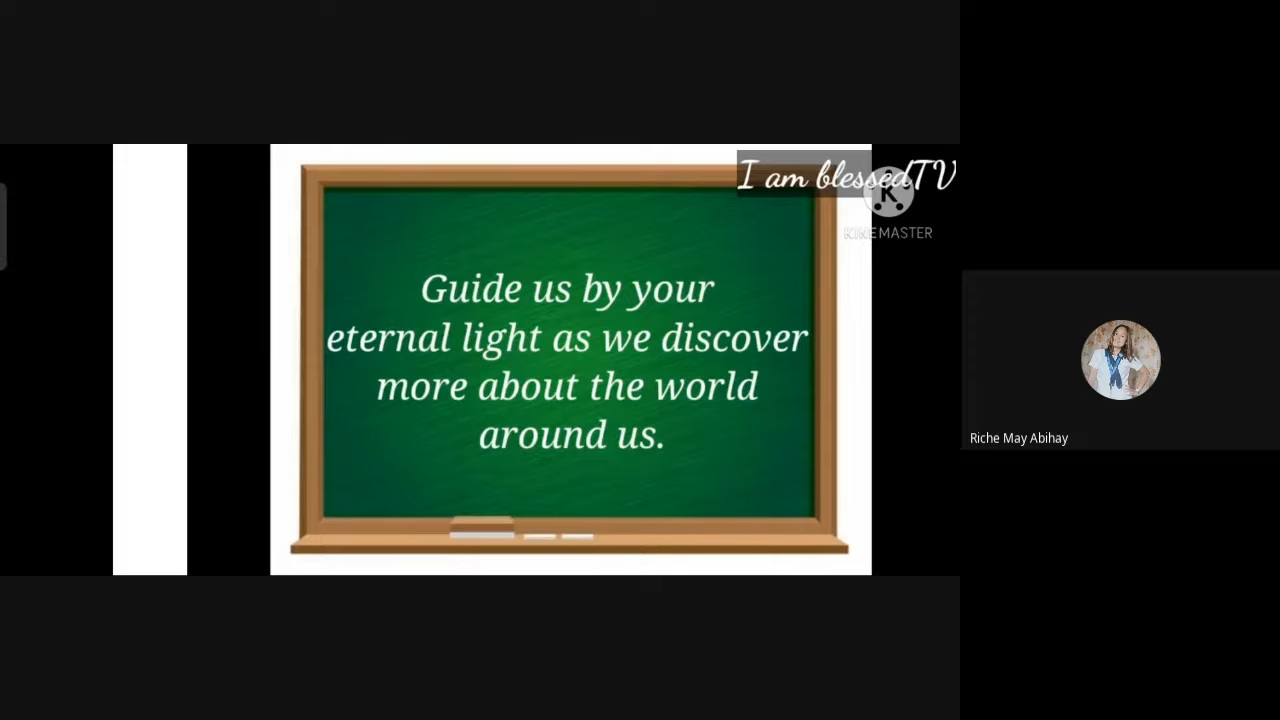 I am blessedTV
KINEMASTER
Guide us by your
eternal light as we discover
more about the world
around us.
Riche May Abihay